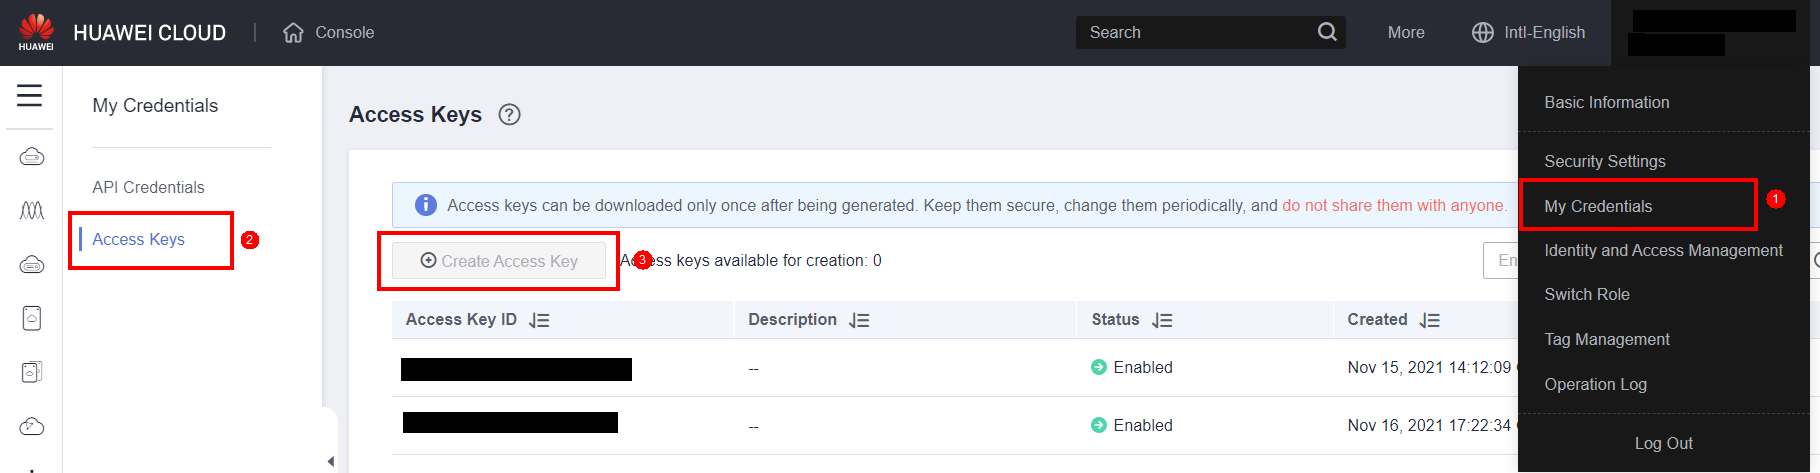 HUAWEI
HUAWEI CLOUD
Console
Search
More
Intl-English
My Credentials
API Credentials
Access Keys
2
Access Keys ?
Access keys can be downloaded only once after being generated. Keep them secure, change them periodically, and do not share them with anyone.
Create Access Key
3
keys available for creation: 0
Access Key ID
Description
Status
Created
--
Enabled
Nov 15, 2021 14:12:09
--
Enabled
Nov 16, 2021 17:22:34
Basic Information
Security Settings
My Credentials
1
Identity and Access Management
Switch Role
Tag Management
Operation Log
Log Out